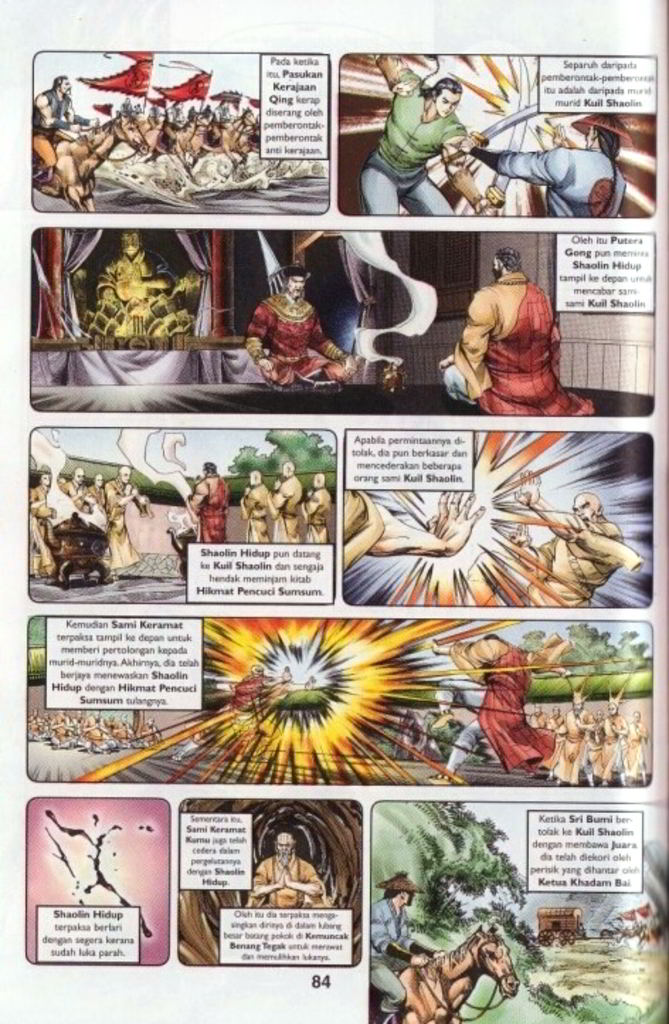 Pada ketika
itu, Pasukan
Kerajaan
Qing kerap
diserang oleh
pemberontak-
pemberontak
anti kerajaan.
Separuh daripada
pemberontak-pemberontak
itu adalah daripada murid-
murid Kuil Shaolin
Oleh itu Putera
Gong pun meminta
Shaolin Hidup
tampil ke depan untuk
mencabar sami-
sami Kuil Shaolin
Shaolin Hidup pun datang
ke Kuil Shaolin dan sengaja
hendak meminjam kitab
Hikmat Pencuci Sumsum.
Apabila permintaannya di-
tolak, dia pun berkasar dan
mencederakan beberapa
orang sami Kuil Shaolin.
Kemudian Sami Keramat
terpaksa tampil ke depan untuk
memberi pertolongan kepada
murid-muridnya. Akhirnya, dia telah
berjaya menewaskan Shaolin
Hidup dengan Hikmat Pencuci
Sumsum tulangnya.
Shaolin Hidup
terpaksa berlari
dengan segera kerana
sudah luka parah.
Sementara itu,
Sami Keramat
Kurnu juga telah
cedera dalam
pergelutannya
dengan Shaolin
Hidup.
Oleh itu dia terpaksa menga-
singkan dirinya di dalam lubang
besar batang pokok di Kemuncak
Benang Tegak untuk merawat
dan memulihkan lukanya.
Ketika Sri Bumi ber-
tolak ke Kuil Shaolin
dengan membawa Juara
dia telah diekori oleh
perisik yang dihantar oleh
Ketua Khadam Bai
84